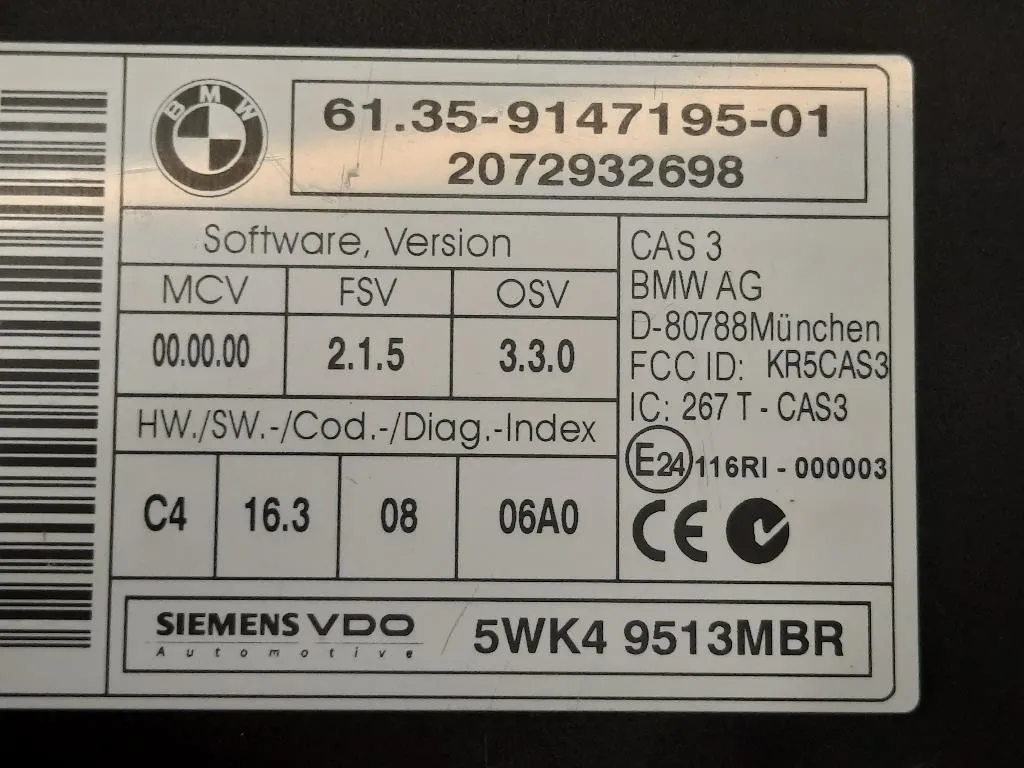 BMW
61.35-9147195-01
2072932698
Software, Version
MCV FSV OSV
00.00.00 2.1.5 3.3.0
HW./SW.-/Cod.-/Diag.-Index
C4 16.3 08 06A0
CAS 3
BMW AG
D-80788München
FCC ID: KR5CAS3
IC: 267 T - CAS3
E24 116RI - 000003
CE
SIEMENS VDO
Automotive
5WK4 9513MBR